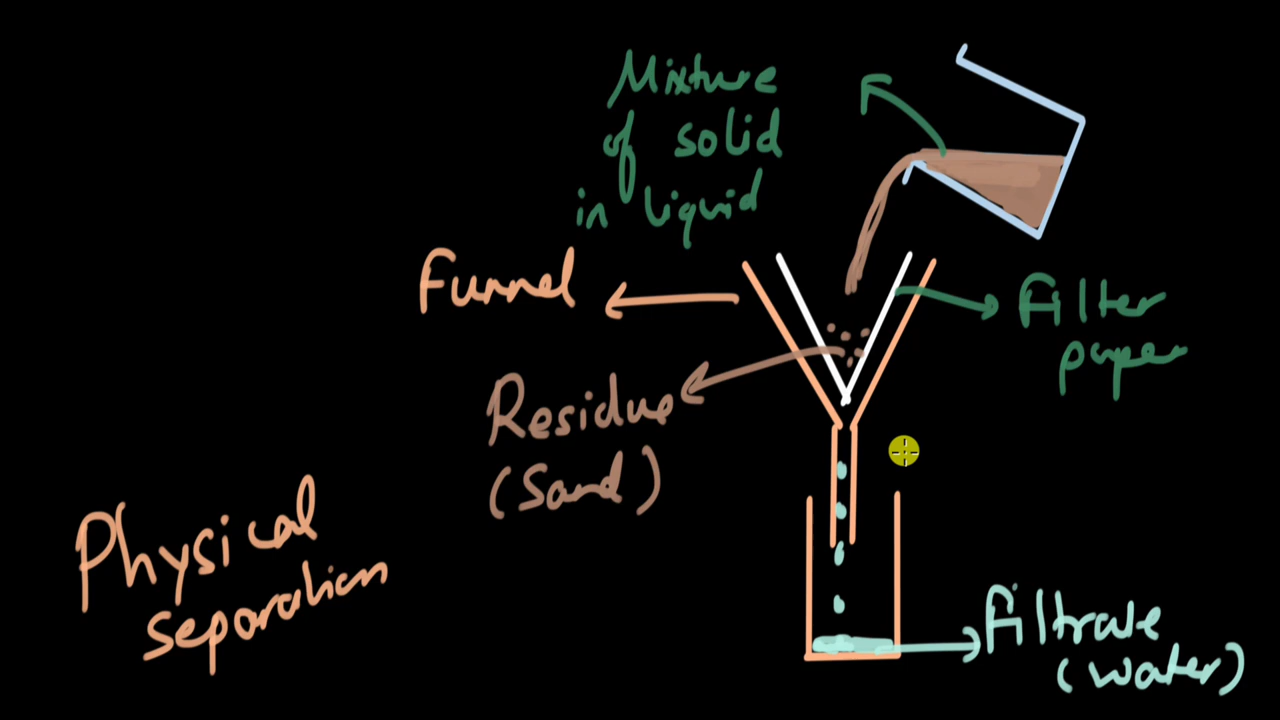 Mixture
of solid
in liquid
Funnel
Filter
paper
Residue
(Sand)
Physical
separation
Filtrate
(water)